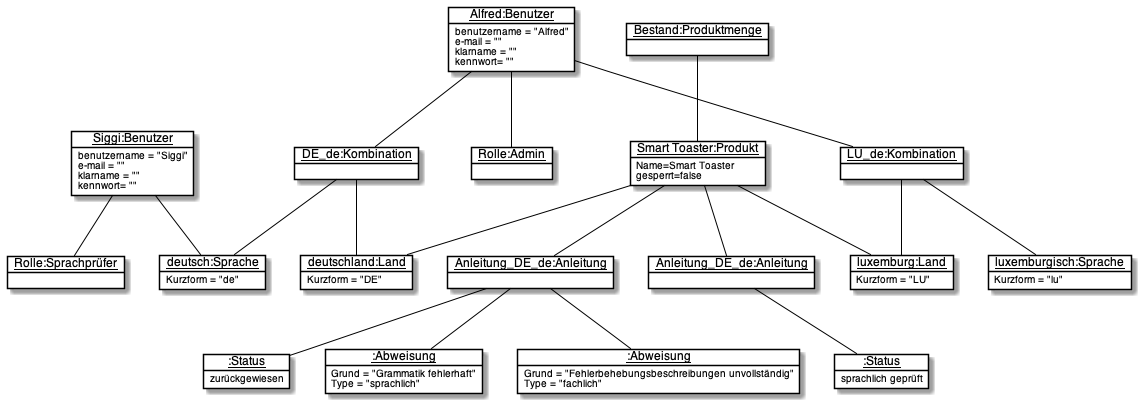 Alfred:Benutzer
benutzername = "Alfred"
e-mail = ""
klarname = ""
kennwort= ""
Bestand:Produktmenge
Siggi:Benutzer
benutzername = "Siggi"
e-mail = ""
klarname = ""
kennwort= ""
DE_de:Kombination
Rolle:Admin
Smart Toaster:Produkt
Name=Smart Toaster
gesperrt=false
LU_de:Kombination
Rolle:Sprachprüfer
deutsch:Sprache
Kurzform = "de"
deutschland:Land
Kurzform = "DE"
Anleitung_DE_de:Anleitung
Anleitung_DE_de:Anleitung
luxemburg:Land
Kurzform = "LU"
luxemburgisch:Sprache
Kurzform = "lu"
:Status
zurückgewiesen
:Abweisung
Grund = "Grammatik fehlerhaft"
Type = "sprachlich"
:Abweisung
Grund = "Fehlerbehebungsbeschreibungen unvollständig"
Type = "fachlich"
:Status
sprachlich geprüft